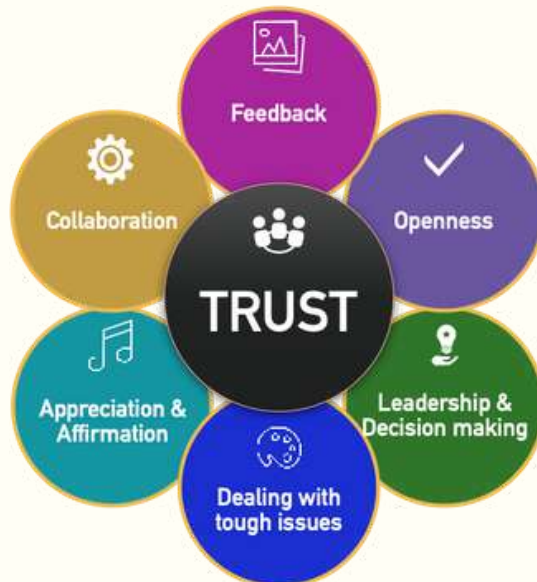 Feedback
Collaboration
Openness
TRUST
Appreciation &
Affirmation
Leadership &
Decision making
Dealing with
tough issues